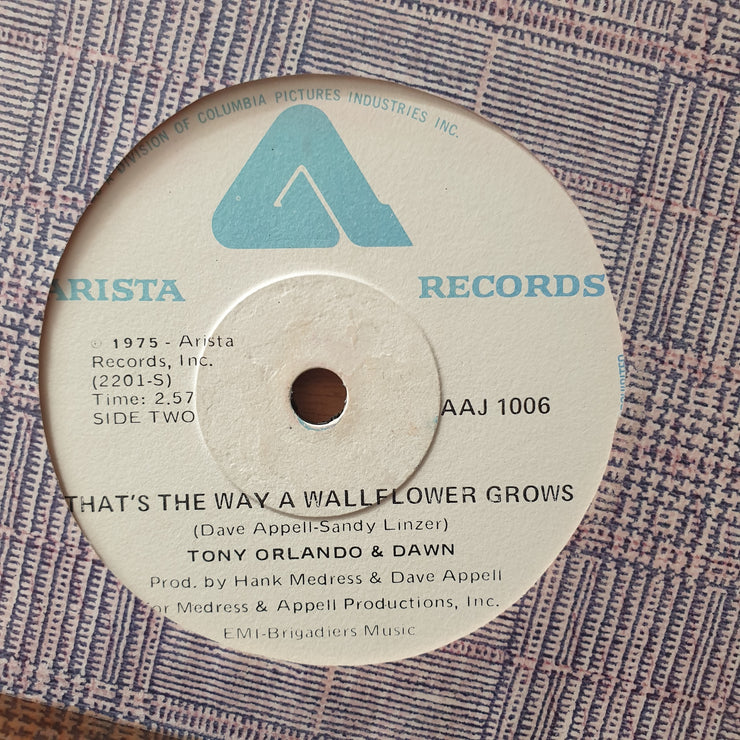 A DIVISION OF COLUMBIA PICTURES INDUSTRIES INC.
ARISTA RECORDS
℗ 1975 - Arista
Records, Inc.
(2201-S)
Time: 2.57
SIDE TWO
AAJ 1006
THAT'S THE WAY A WALLFLOWER GROWS
(Dave Appell-Sandy Linzer)
TONY ORLANDO & DAWN
Prod. by Hank Medress & Dave Appell
for Medress & Appell Productions, Inc.
EMI-Brigadiers Music